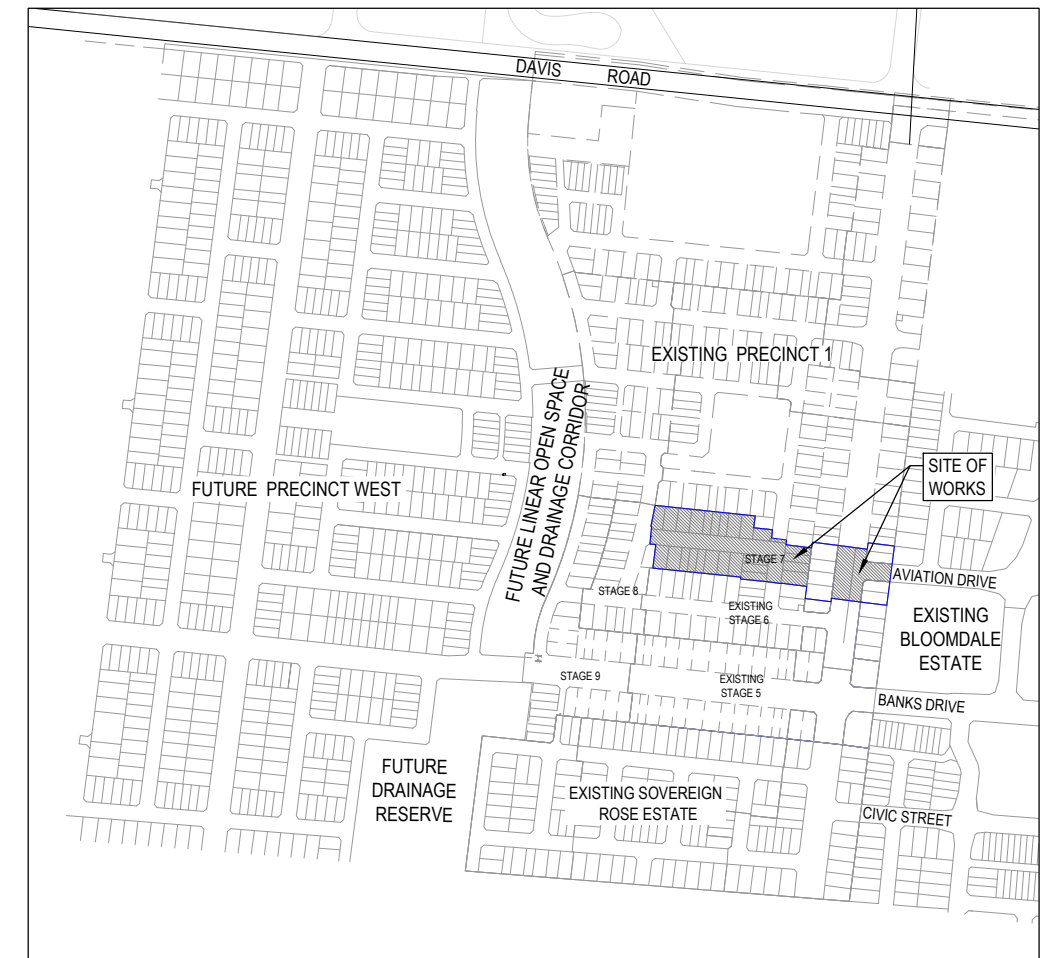 DAVIS ROAD
EXISTING PRECINCT 1
FUTURE LINEAR OPEN SPACE
AND DRAINAGE CORRIDOR
SITE OF
WORKS
FUTURE PRECINCT WEST
STAGE 7
AVIATION DRIVE
STAGE 8
EXISTING
STAGE 6
EXISTING
BLOOMDALE
ESTATE
STAGE 9
EXISTING
STAGE 5
BANKS DRIVE
FUTURE
DRAINAGE
RESERVE
EXISTING SOVEREIGN
ROSE ESTATE
CIVIC STREET